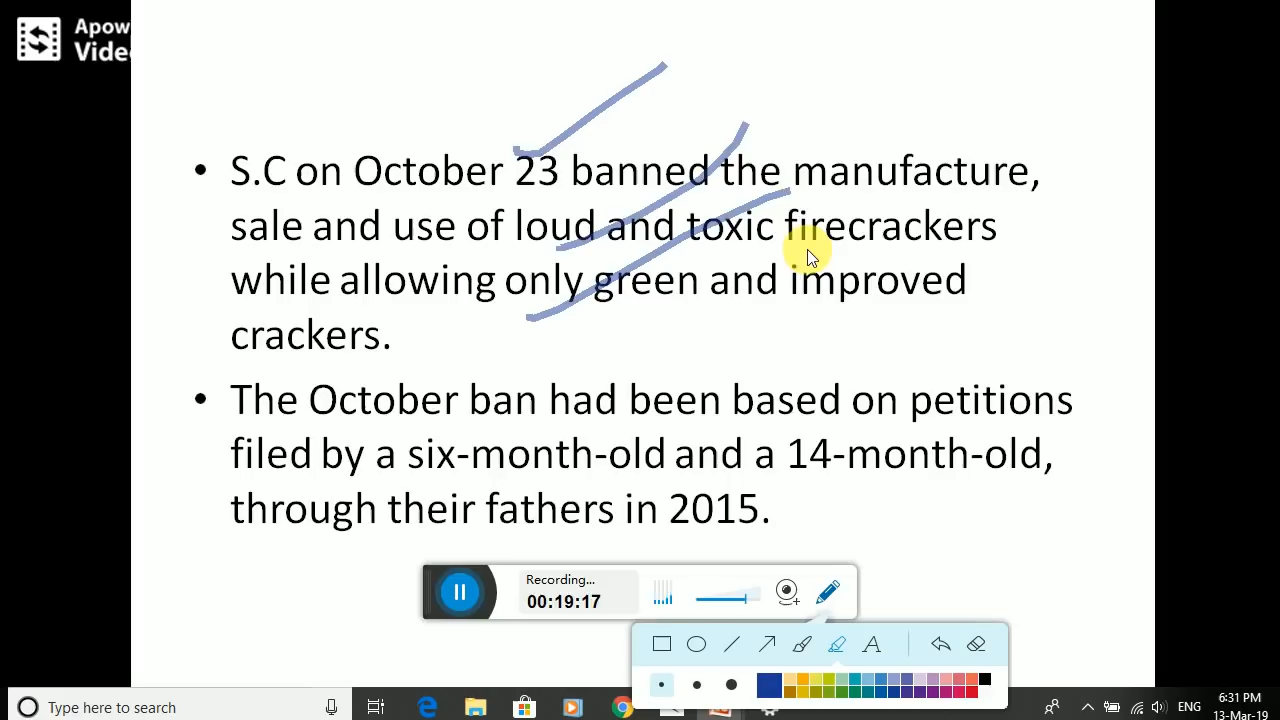 Apow
Vide
• S.C on October 23 banned the manufacture,
sale and use of loud and toxic firecrackers
while allowing only green and improved
crackers.
• The October ban had been based on petitions
filed by a six-month-old and a 14-month-old,
through their fathers in 2015.
Recording...
00:19:17
A
Type here to search
ENG
6:31 PM
13-Mar-19